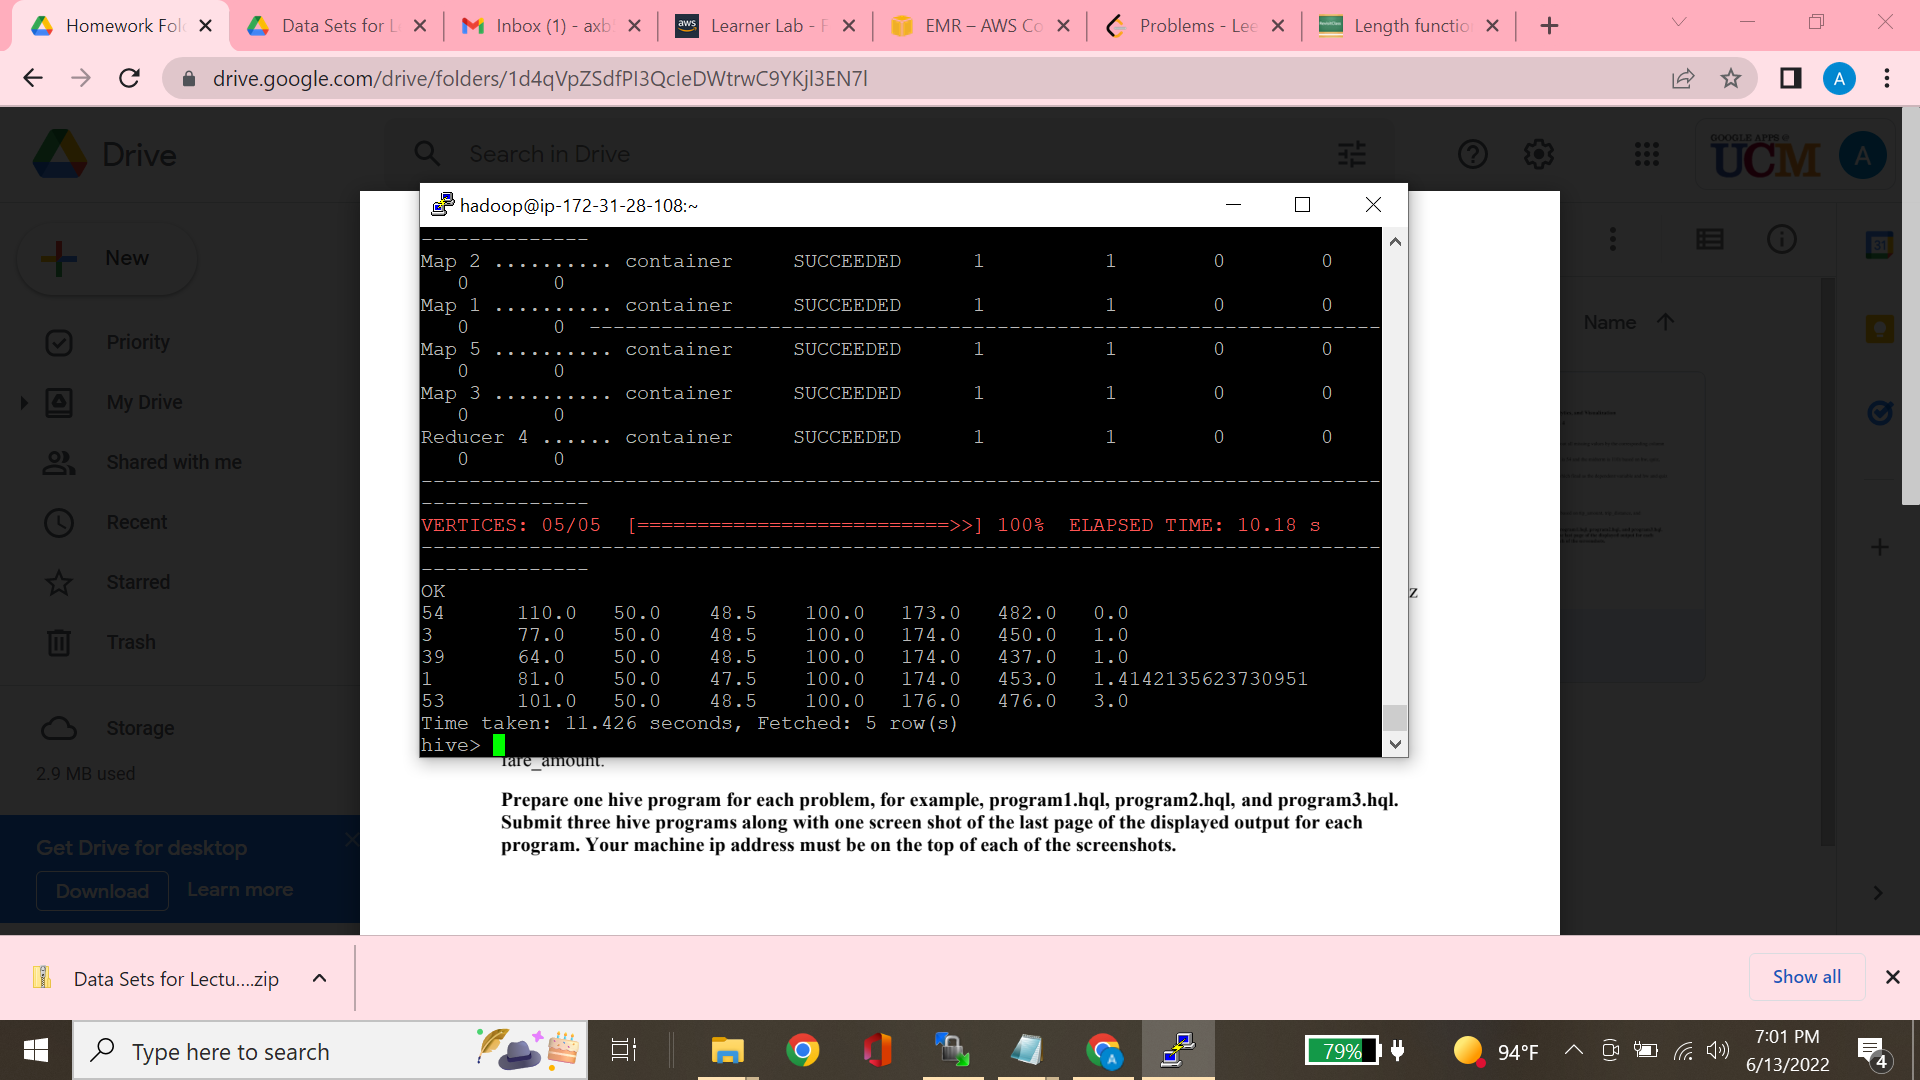 Homework Fol
Data Sets for L
Inbox (1) - axb
Learner Lab - F
EMR – AWS Co
Problems - Lee
Length functio
drive.google.com/drive/folders/1d4qVpZSdfPI3QcIeDWtrwC9YKjl3EN7l
A
Drive
Search in Drive
GOOGLE APPS @
UCM
A
hadoop@ip-172-31-28-108:~
New
Priority
My Drive
Shared with me
Recent
Starred
Trash
Storage
2.9 MB used
Get Drive for desktop
Download
Learn more
Name
31
--------------
Map 2 .......... container SUCCEEDED 1 1 0 0
0 0
Map 1 .......... container SUCCEEDED 1 1 0 0
0 0 ------------------------------------------------------------------
Map 5 .......... container SUCCEEDED 1 1 0 0
0 0
Map 3 .......... container SUCCEEDED 1 1 0 0
0 0
Reducer 4 ...... container SUCCEEDED 1 1 0 0
0 0
--------------------------------------------------------------------------------
--------------
VERTICES: 05/05 [==========================>>] 100% ELAPSED TIME: 10.18 s
--------------------------------------------------------------------------------
--------------
OK
54 110.0 50.0 48.5 100.0 173.0 482.0 0.0
3 77.0 50.0 48.5 100.0 174.0 450.0 1.0
39 64.0 50.0 48.5 100.0 174.0 437.0 1.0
1 81.0 50.0 47.5 100.0 174.0 453.0 1.4142135623730951
53 101.0 50.0 48.5 100.0 176.0 476.0 3.0
Time taken: 11.426 seconds, Fetched: 5 row(s)
hive>
z
fare_amount.
Prepare one hive program for each problem, for example, program1.hql, program2.hql, and program3.hql.
Submit three hive programs along with one screen shot of the last page of the displayed output for each
program. Your machine ip address must be on the top of each of the screenshots.
Data Sets for Lectu....zip
Show all
Type here to search
79%
94°F
7:01 PM
6/13/2022
4